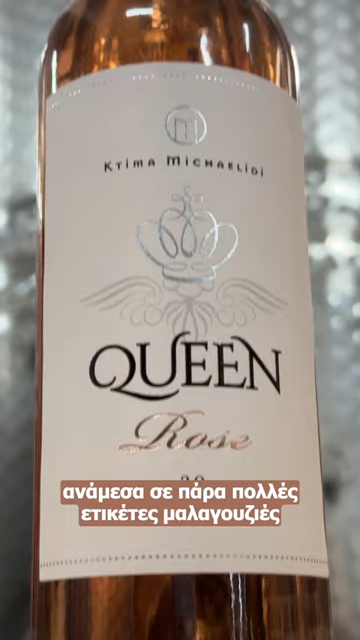 Ktima Michaelidi
QUEEN
Rose
ανάμεσα σε πάρα πολλές
ετικέτες μαλαγουζιές